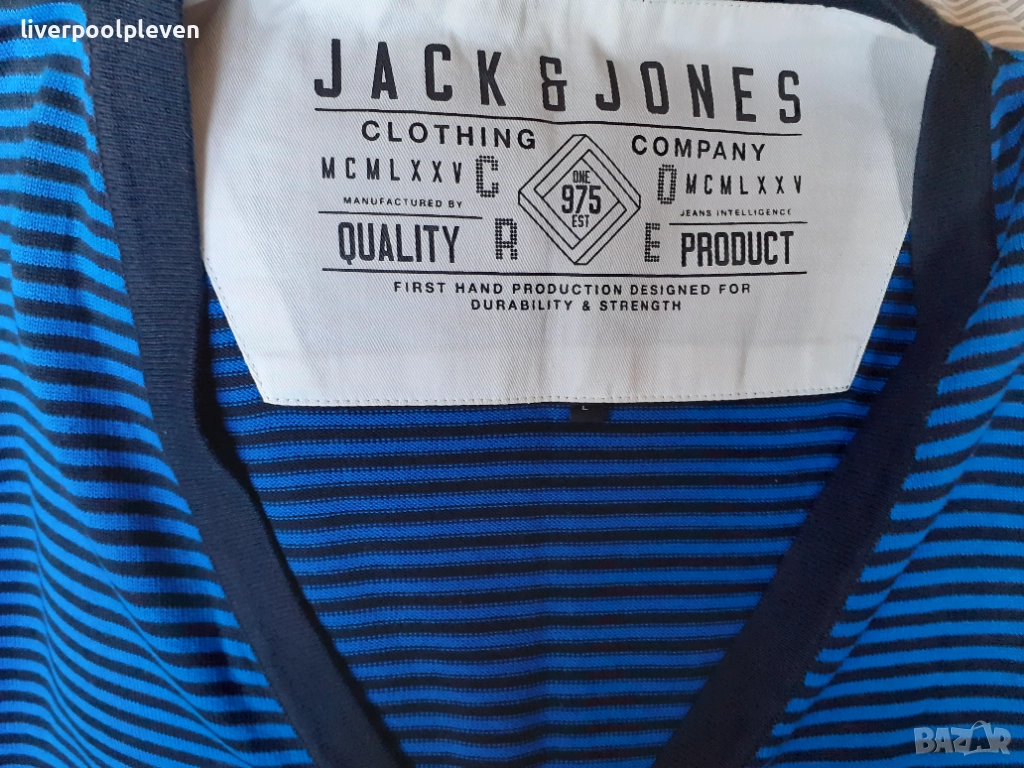 liverpoolpleven
JACK & JONES
CLOTHING COMPANY
MCMLXXV C O MCMLXXV
ONE
975
EST
MANUFACTURED BY JEANS INTELLIGENCE
QUALITY R E PRODUCT
FIRST HAND PRODUCTION DESIGNED FOR
DURABILITY & STRENGTH
L
BAZAR